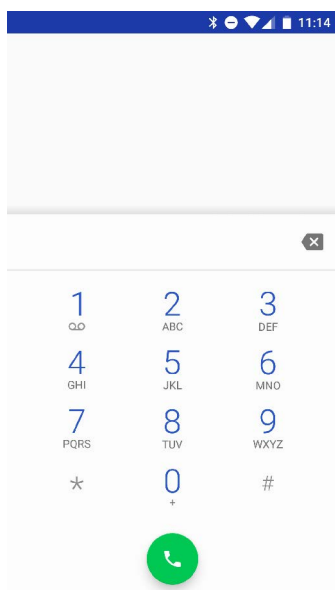 11:14
1 2 3
ABC DEF
4 5 6
GHI JKL MNO
7 8 9
PQRS TUV WXYZ
* 0 #
+